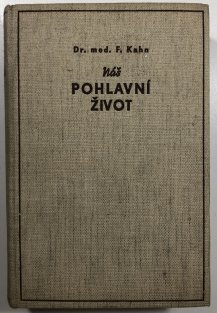 Dr. med. F. Kahn
Náš
POHLAVNÍ
ŽIVOT